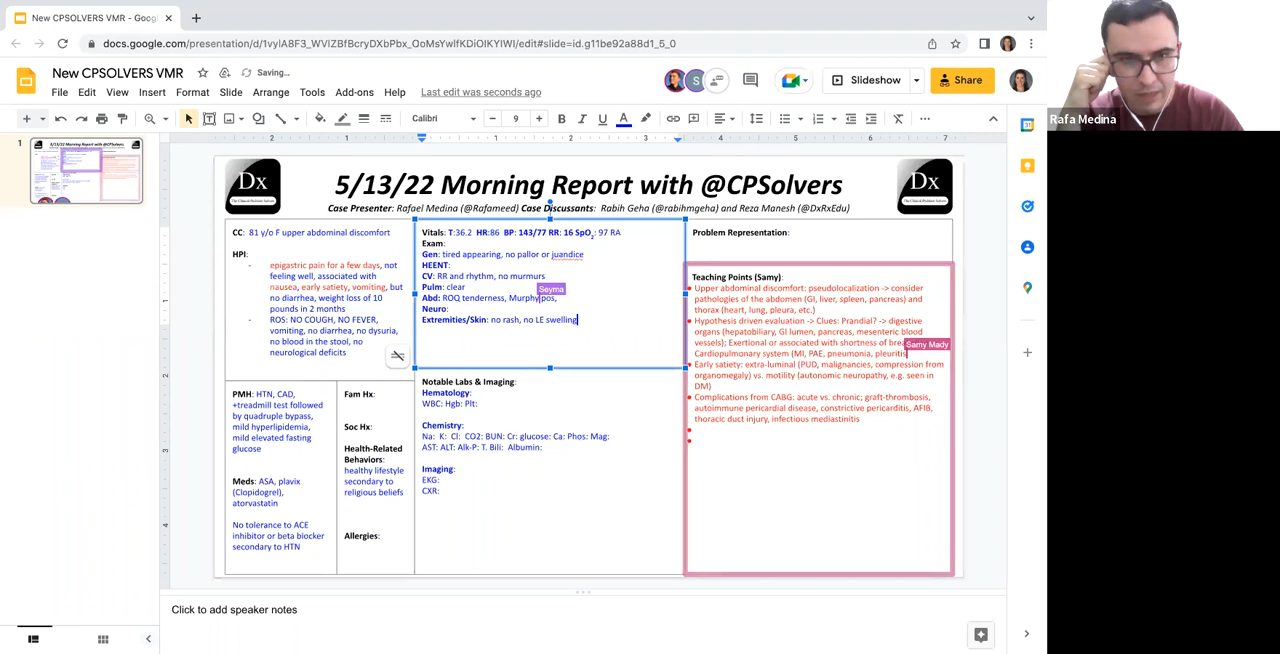 New CPSOLVERS VMR - Goog
docs.google.com/presentation/d/1vylA8F3_WVIZBfBcryDXbPbx_OoMsYwlfKDiOIKYIWI/edit#slide=id.g11be92a88d1_5_0
New CPSOLVERS VMR
Saving...
File Edit View Insert Format Slide Arrange Tools Add-ons Help Last edit was seconds ago
Slideshow
Share
Calibri
9
Rafa Medina
1
Dx
5/13/22 Morning Report with @CPSolvers
Case Presenter: Rafael Medina (@Rafameed) Case Discussants: Rabih Geha (@rabihmgeha) and Reza Manesh (@DxRxEdu)
Dx
CC: 81 y/o F upper abdominal discomfort
HPI:
- epigastric pain for a few days, not
feeling well, associated with
nausea, early satiety, vomiting, but
no diarrhea, weight loss of 10
pounds in 2 months
- ROS: NO COUGH, NO FEVER,
vomiting, no diarrhea, no dysuria,
no blood in the stool, no
neurological deficits
PMH: HTN, CAD,
+treadmill test followed
by quadruple bypass,
mild hyperlipidemia,
mild elevated fasting
glucose
Meds: ASA, plavix
(Clopidogrel),
atorvastatin
No tolerance to ACE
inhibitor or beta blocker
secondary to HTN
Fam Hx:
Soc Hx:
Health-Related
Behaviors:
healthy lifestyle
secondary to
religious beliefs
Allergies:
Vitals: T:36.2 HR:86 BP: 143/77 RR: 16 SpO2: 97 RA
Exam:
Gen: tired appearing, no pallor or juandice
HEENT:
CV: RR and rhythm, no murmurs
Pulm: clear
Seyma
Abd: ROQ tenderness, Murphy pos,
Neuro:
Extremities/Skin: no rash, no LE swelling
Notable Labs & Imaging:
Hematology:
WBC: Hgb: Plt:
Chemistry:
Na: K: Cl: CO2: BUN: Cr: glucose: Ca: Phos: Mag:
AST: ALT: Alk-P: T. Bili: Albumin:
Imaging:
EKG:
CXR:
Problem Representation:
Teaching Points (Samy):
Upper abdominal discomfort: pseudolocalization -> consider
pathologies of the abdomen (GI, liver, spleen, pancreas) and
thorax (heart, lung, pleura, etc.)
Hypothesis driven evaluation -> Clues: Prandial? -> digestive
organs (hepatobiliary, GI lumen, pancreas, mesenteric blood
vessels); Exertional or associated with shortness of
Samy Mady
Cardiopulmonary system (MI, PAE, pneumonia, pleuritis
Early satiety: extra-luminal (PUD, malignancies, compression from
organomegaly) vs. motility (autonomic neuropathy, e.g. seen in
DM)
Complications from CABG: acute vs. chronic; graft-thrombosis,
autoimmune pericardial disease, constrictive pericarditis, AFIB,
thoracic duct injury, infectious mediastinitis
Click to add speaker notes